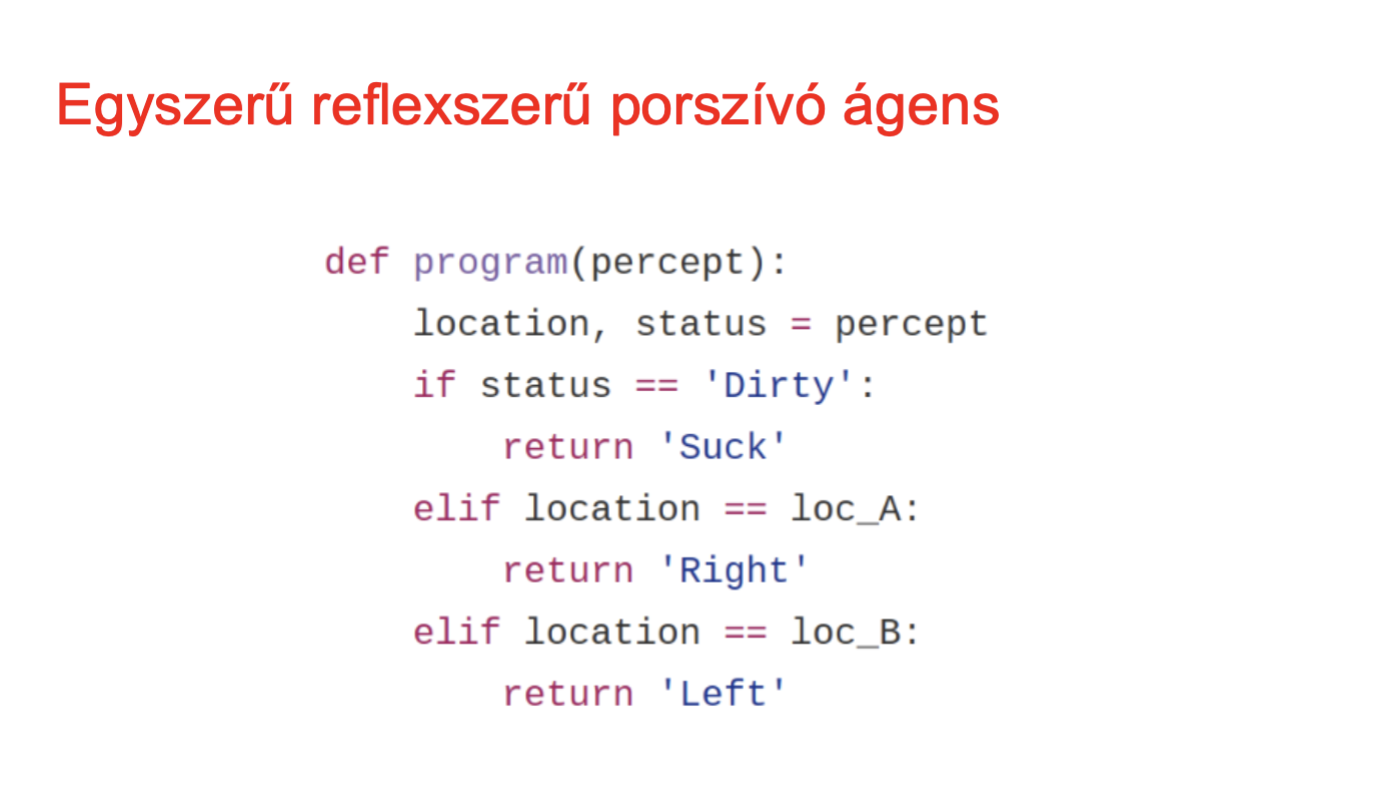 Egyszerű reflexszerű porszívó ágens
def program(percept):
    location, status = percept
    if status == 'Dirty':
        return 'Suck'
    elif location == loc_A:
        return 'Right'
    elif location == loc_B:
        return 'Left'